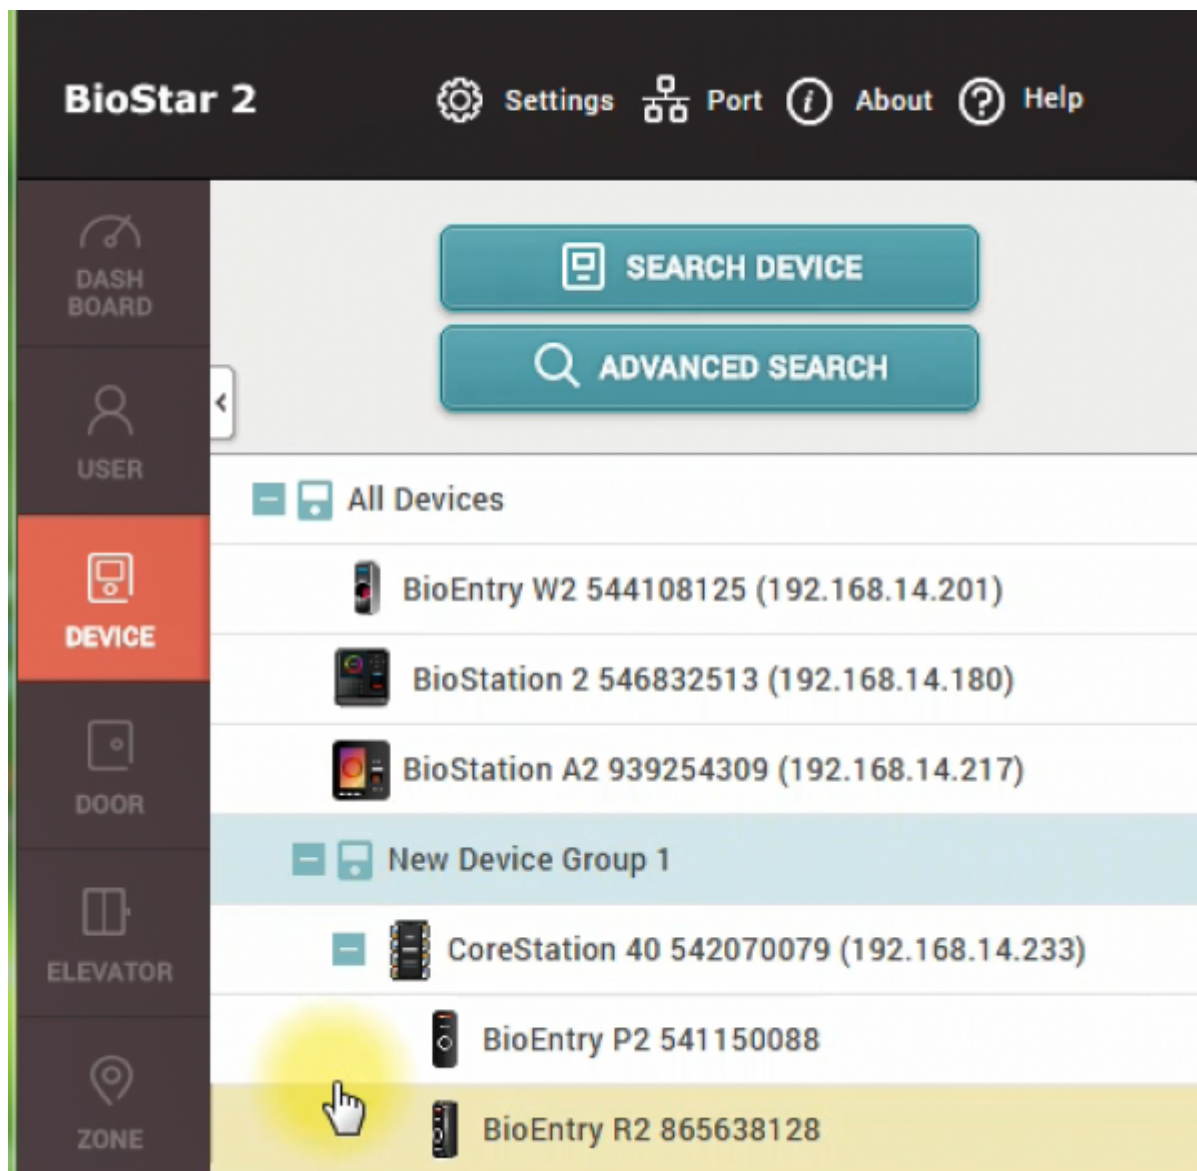 BioStar 2
Settings
Port
About
Help
DASH
BOARD
USER
DEVICE
DOOR
ELEVATOR
ZONE
SEARCH DEVICE
ADVANCED SEARCH
All Devices
BioEntry W2 544108125 (192.168.14.201)
BioStation 2 546832513 (192.168.14.180)
BioStation A2 939254309 (192.168.14.217)
New Device Group 1
CoreStation 40 542070079 (192.168.14.233)
BioEntry P2 541150088
BioEntry R2 865638128